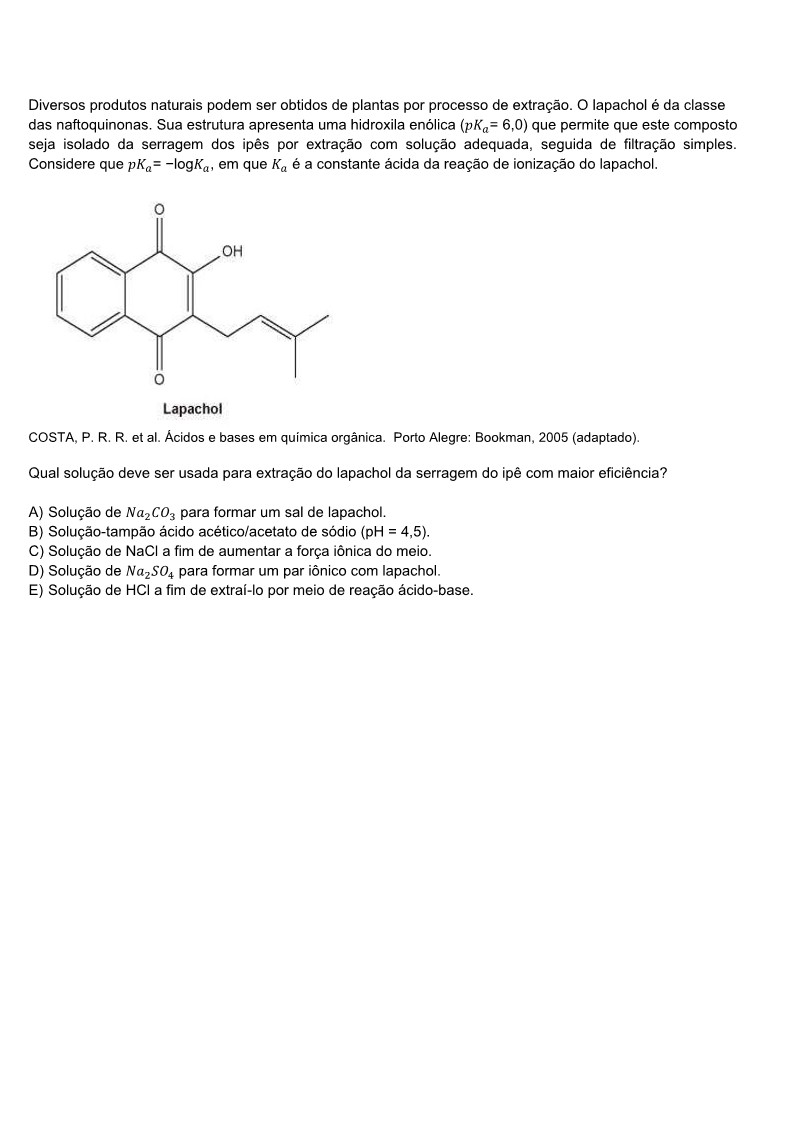 Diversos produtos naturais podem ser obtidos de plantas por processo de extração. O lapachol é da classe
das naftoquinonas. Sua estrutura apresenta uma hidroxila enólica (pKₐ= 6,0) que permite que este composto
seja isolado da serragem dos ipês por extração com solução adequada, seguida de filtração simples.
Considere que pKₐ= −logKₐ, em que Kₐ é a constante ácida da reação de ionização do lapachol.
O
OH
O
Lapachol
COSTA, P. R. R. et al. Ácidos e bases em química orgânica. Porto Alegre: Bookman, 2005 (adaptado).
Qual solução deve ser usada para extração do lapachol da serragem do ipê com maior eficiência?
A) Solução de Na₂CO₃ para formar um sal de lapachol.
B) Solução-tampão ácido acético/acetato de sódio (pH = 4,5).
C) Solução de NaCl a fim de aumentar a força iônica do meio.
D) Solução de Na₂SO₄ para formar um par iônico com lapachol.
E) Solução de HCl a fim de extraí-lo por meio de reação ácido-base.